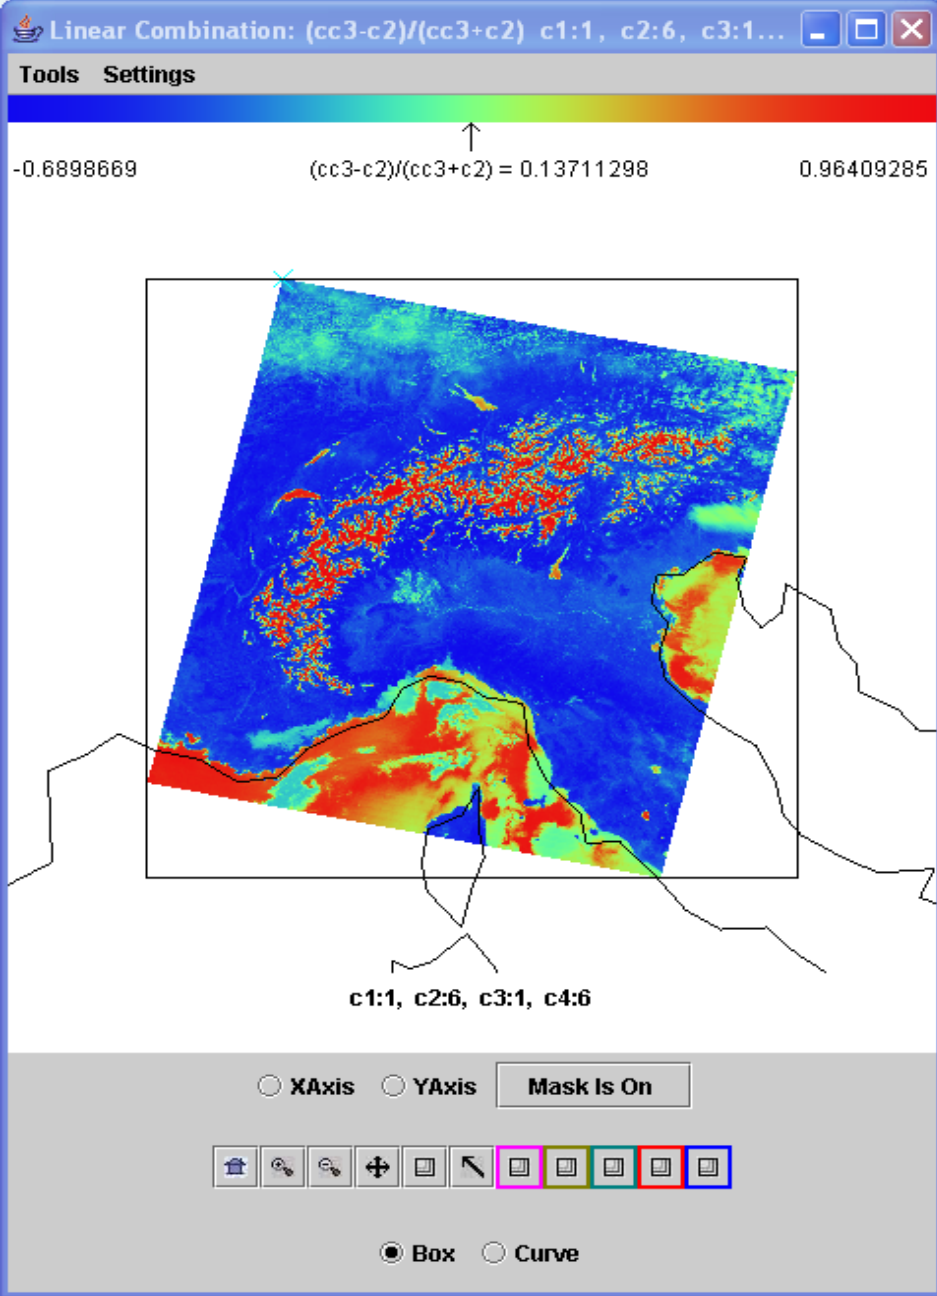 Linear Combination: (cc3-c2)/(cc3+c2) c1:1, c2:6, c3:1...
Tools Settings
-0.6898669 (cc3-c2)/(cc3+c2) = 0.13711298 0.96409285
c1:1, c2:6, c3:1, c4:6
XAxis YAxis Mask Is On
Box Curve